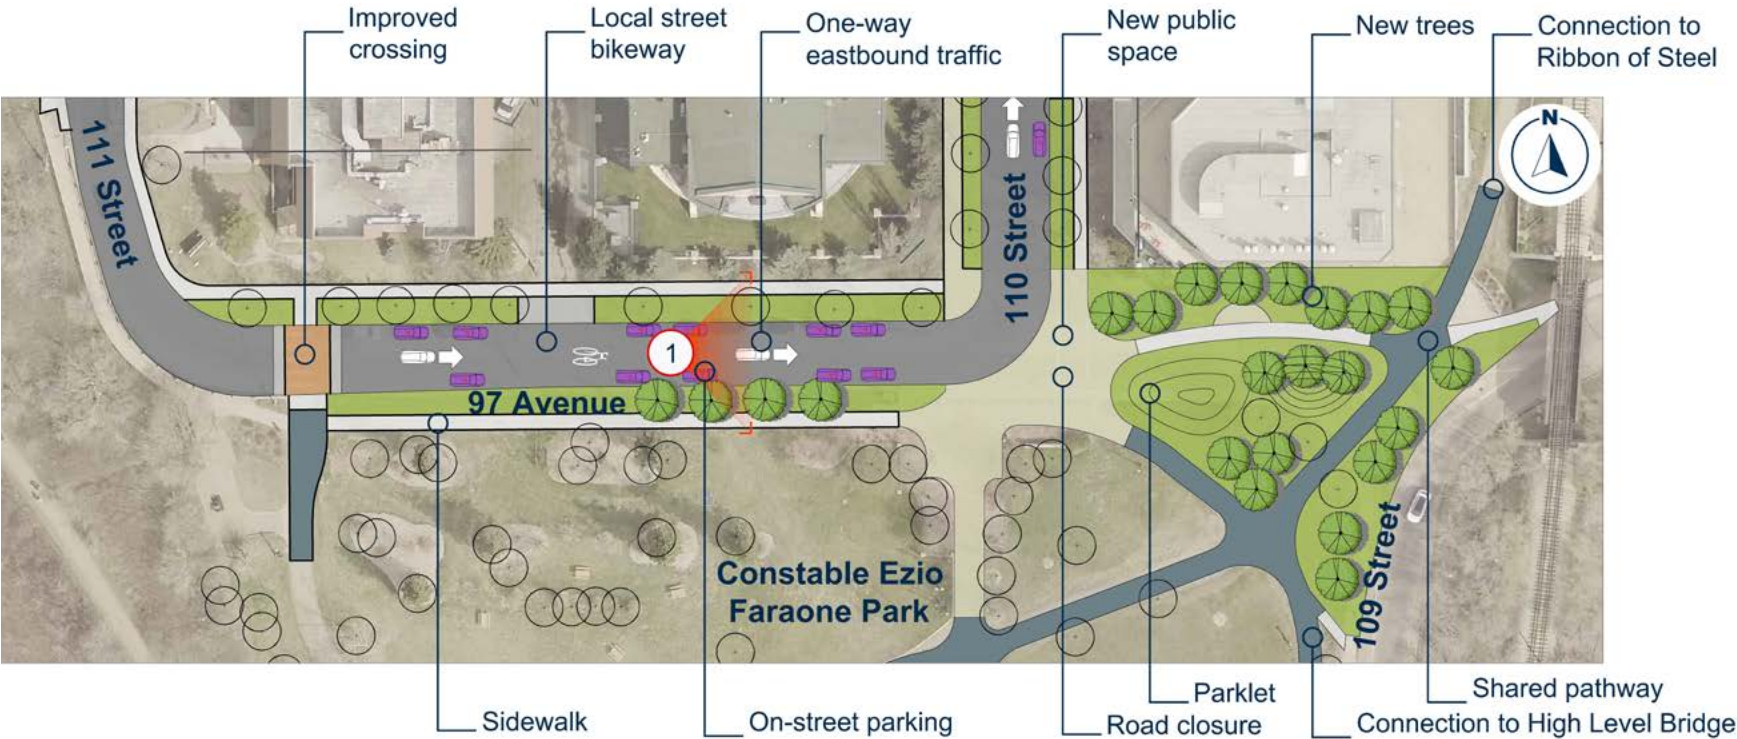 Improved
crossing
Local street
bikeway
One-way
eastbound traffic
New public
space
New trees
Connection to
Ribbon of Steel
N
111 Street
110 Street
1
97 Avenue
Constable Ezio
Faraone Park
109 Street
Sidewalk
On-street parking
Parklet
Road closure
Shared pathway
Connection to High Level Bridge